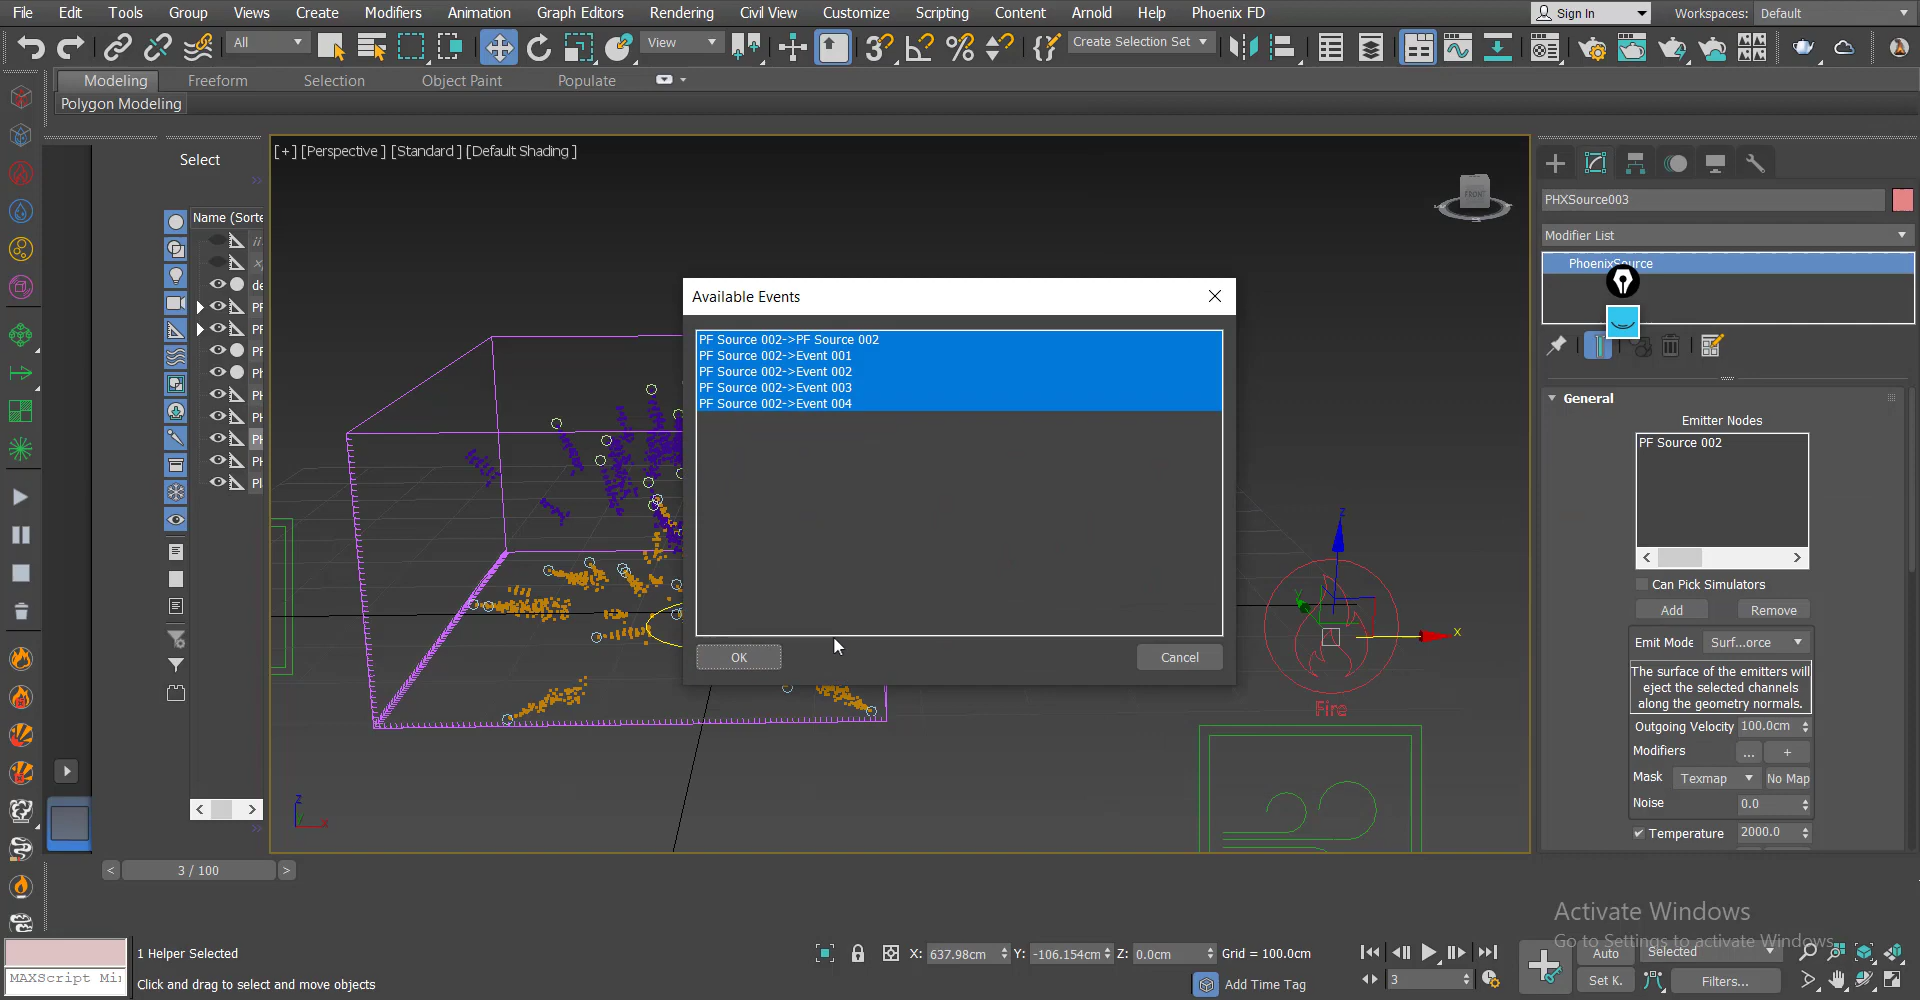 File Edit Tools Group Views Create Modifiers Animation Graph Editors Rendering Civil View Customize Scripting Content Arnold Help Phoenix FD Sign In Workspaces: Default
All View Create Selection Set
Modeling Freeform Selection Object Paint Populate
Polygon Modeling
[+] [Perspective ] [Standard ] [Default Shading ]
Select
Name (Sorte
FRONT
PHXSource003
Modifier List
PhoenixSource
Available Events
PF Source 002->PF Source 002
PF Source 002->Event 001
PF Source 002->Event 002
PF Source 002->Event 003
PF Source 002->Event 004
OK Cancel
General
Emitter Nodes
PF Source 002
Can Pick Simulators
Add Remove
Emit Mode Surf...orce
The surface of the emitters will
eject the selected channels
along the geometry normals.
Outgoing Velocity 100.0cm
Modifiers ... +
Mask Texmap No Map
Noise 0.0
Temperature 2000.0
z
x
Fire
z
x
3 / 100
Activate Windows
Go to Settings to activate Windows.
1 Helper Selected
X: 637.98cm Y: -106.154cm Z: 0.0cm Grid = 100.0cm
Auto Selected
MAXScript Mi
Click and drag to select and move objects
Add Time Tag
3
Set K. Filters...